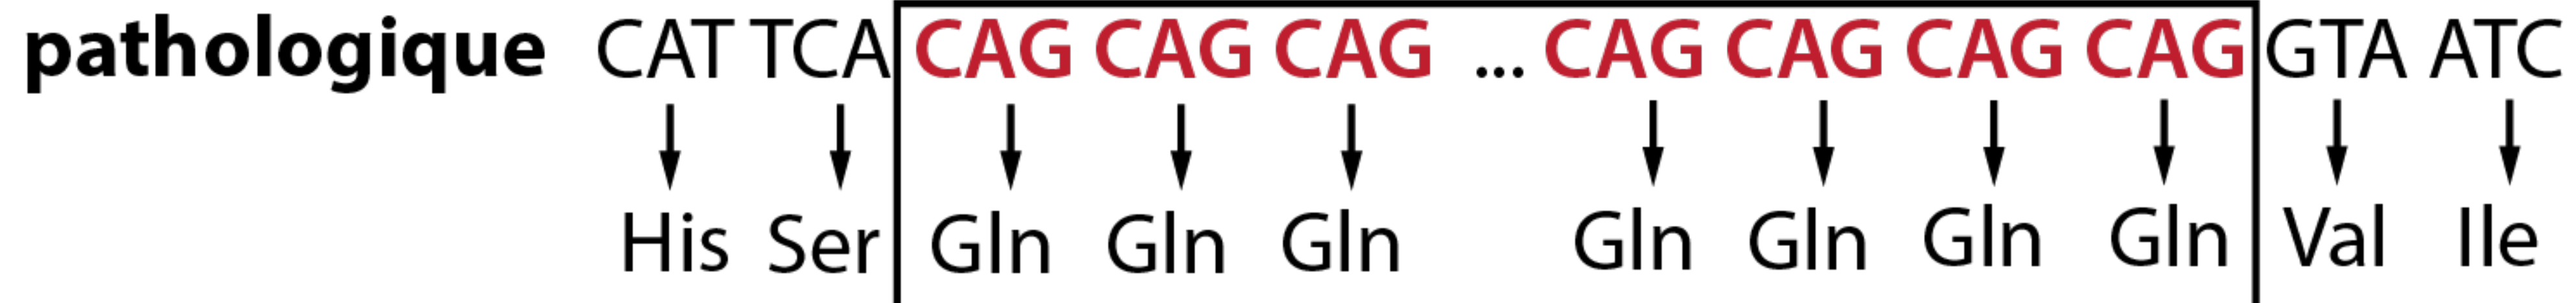 pathologique CAT TCA CAG CAG CAG ... CAG CAG CAG CAG GTA ATC
His Ser Gln Gln Gln Gln Gln Gln Gln Val Ile